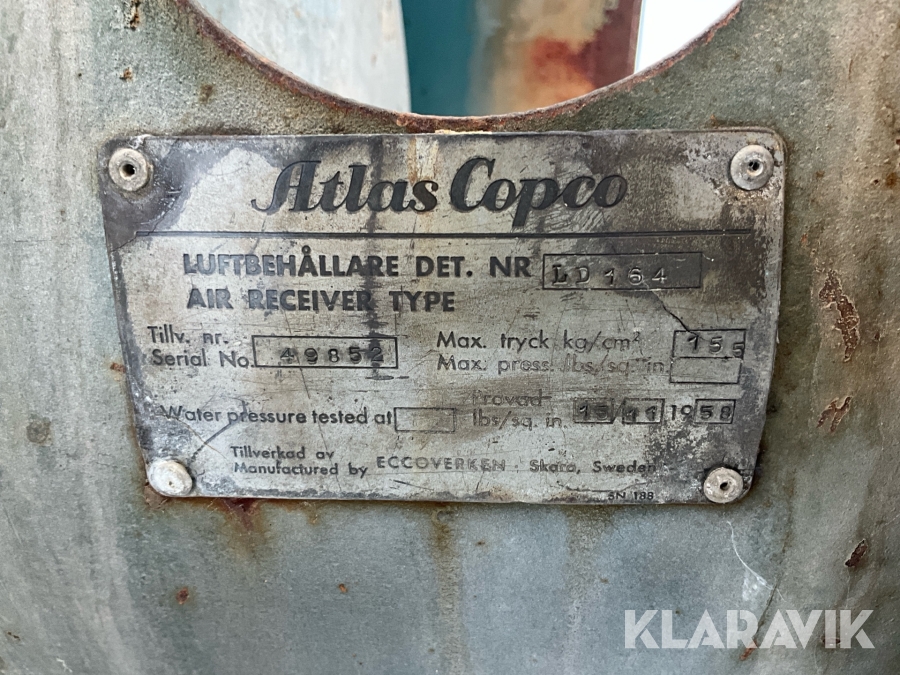 Atlas Copco
LUFTBEHÅLLARE DET. NR LD 164
AIR RECEIVER TYPE
Tillv. nr.
Serial No. 49852
Max. tryck kg/cm²
Max. press. lbs./sq. in.
Water pressure tested at
Provad
lbs/sq. in. 15/11 1958
Tillverkad av
Manufactured by ECCOVERKEN. Skara, Sweden
SN 188
KLARAVIK